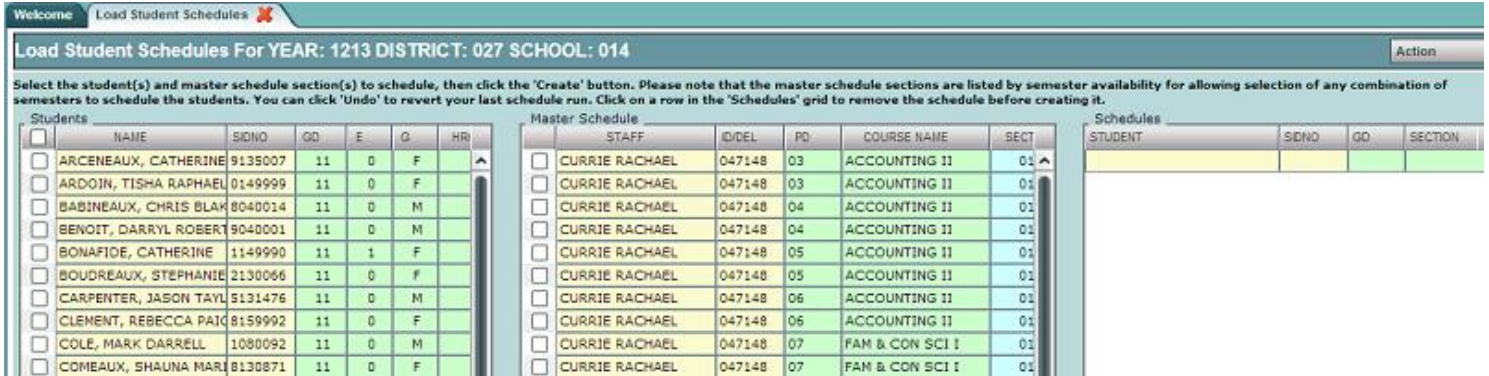 Welcome Load Student Schedules
Load Student Schedules For YEAR: 1213 DISTRICT: 027 SCHOOL: 014 Action
Select the student(s) and master schedule section(s) to schedule, then click the 'Create' button. Please note that the master schedule sections are listed by semester availability for allowing selection of any combination of
semesters to schedule the students. You can click 'Undo' to revert your last schedule run. Click on a row in the 'Schedules' grid to remove the schedule before creating it.
Students Master Schedule Schedules
NAME SIDNO GD E G HR STAFF ID/DEL PD COURSE NAME SECT STUDENT SIDNO GD SECTION
ARCENEAUX, CATHERINE 9135007 11 0 F CURRIE RACHAEL 047148 03 ACCOUNTING II 01
ARDOIN, TISHA RAPHAEL 0149999 11 0 F CURRIE RACHAEL 047148 03 ACCOUNTING II 01
BABINEAUX, CHRIS BLAK 8040014 11 0 M CURRIE RACHAEL 047148 04 ACCOUNTING II 01
BENOIT, DARRYL ROBERT 9040001 11 0 M CURRIE RACHAEL 047148 04 ACCOUNTING II 01
BONAFIDE, CATHERINE 1149990 11 1 F CURRIE RACHAEL 047148 05 ACCOUNTING II 01
BOUDREAUX, STEPHANIE 2130066 11 0 F CURRIE RACHAEL 047148 05 ACCOUNTING II 01
CARPENTER, JASON TAYL 5131476 11 0 M CURRIE RACHAEL 047148 06 ACCOUNTING II 01
CLEMENT, REBECCA PAIG 8159992 11 0 F CURRIE RACHAEL 047148 06 ACCOUNTING II 01
COLE, MARK DARRELL 1080092 11 0 M CURRIE RACHAEL 047148 07 FAM & CON SCI I 01
COMEAUX, SHAUNA MARI 8130871 11 0 F CURRIE RACHAEL 047148 07 FAM & CON SCI I 01